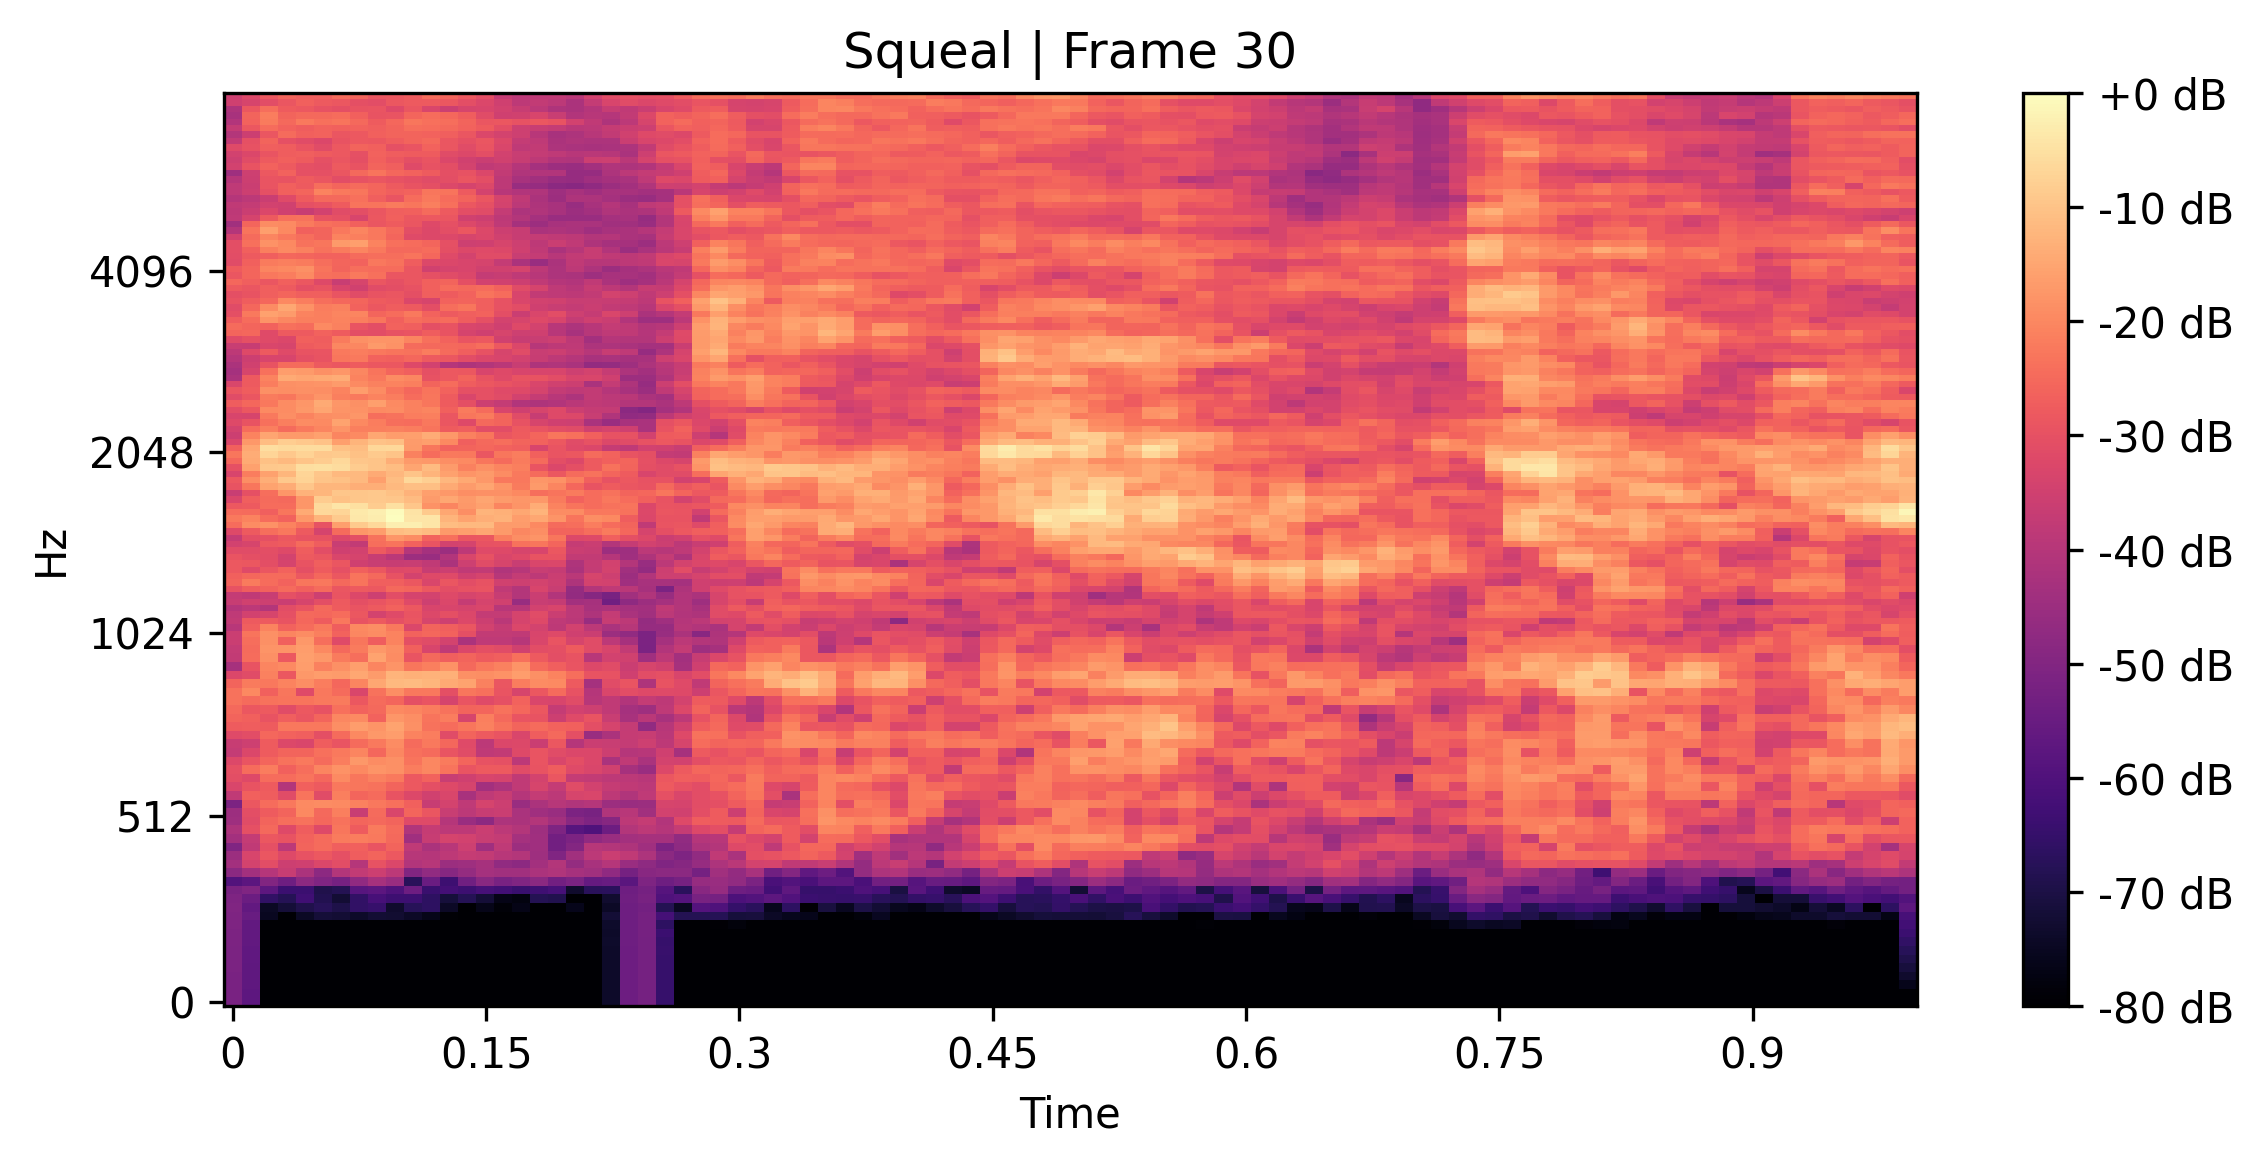 Squeal | Frame 30
Hz
4096
2048
1024
512
0
0 0.15 0.3 0.45 0.6 0.75 0.9
Time
+0 dB
-10 dB
-20 dB
-30 dB
-40 dB
-50 dB
-60 dB
-70 dB
-80 dB